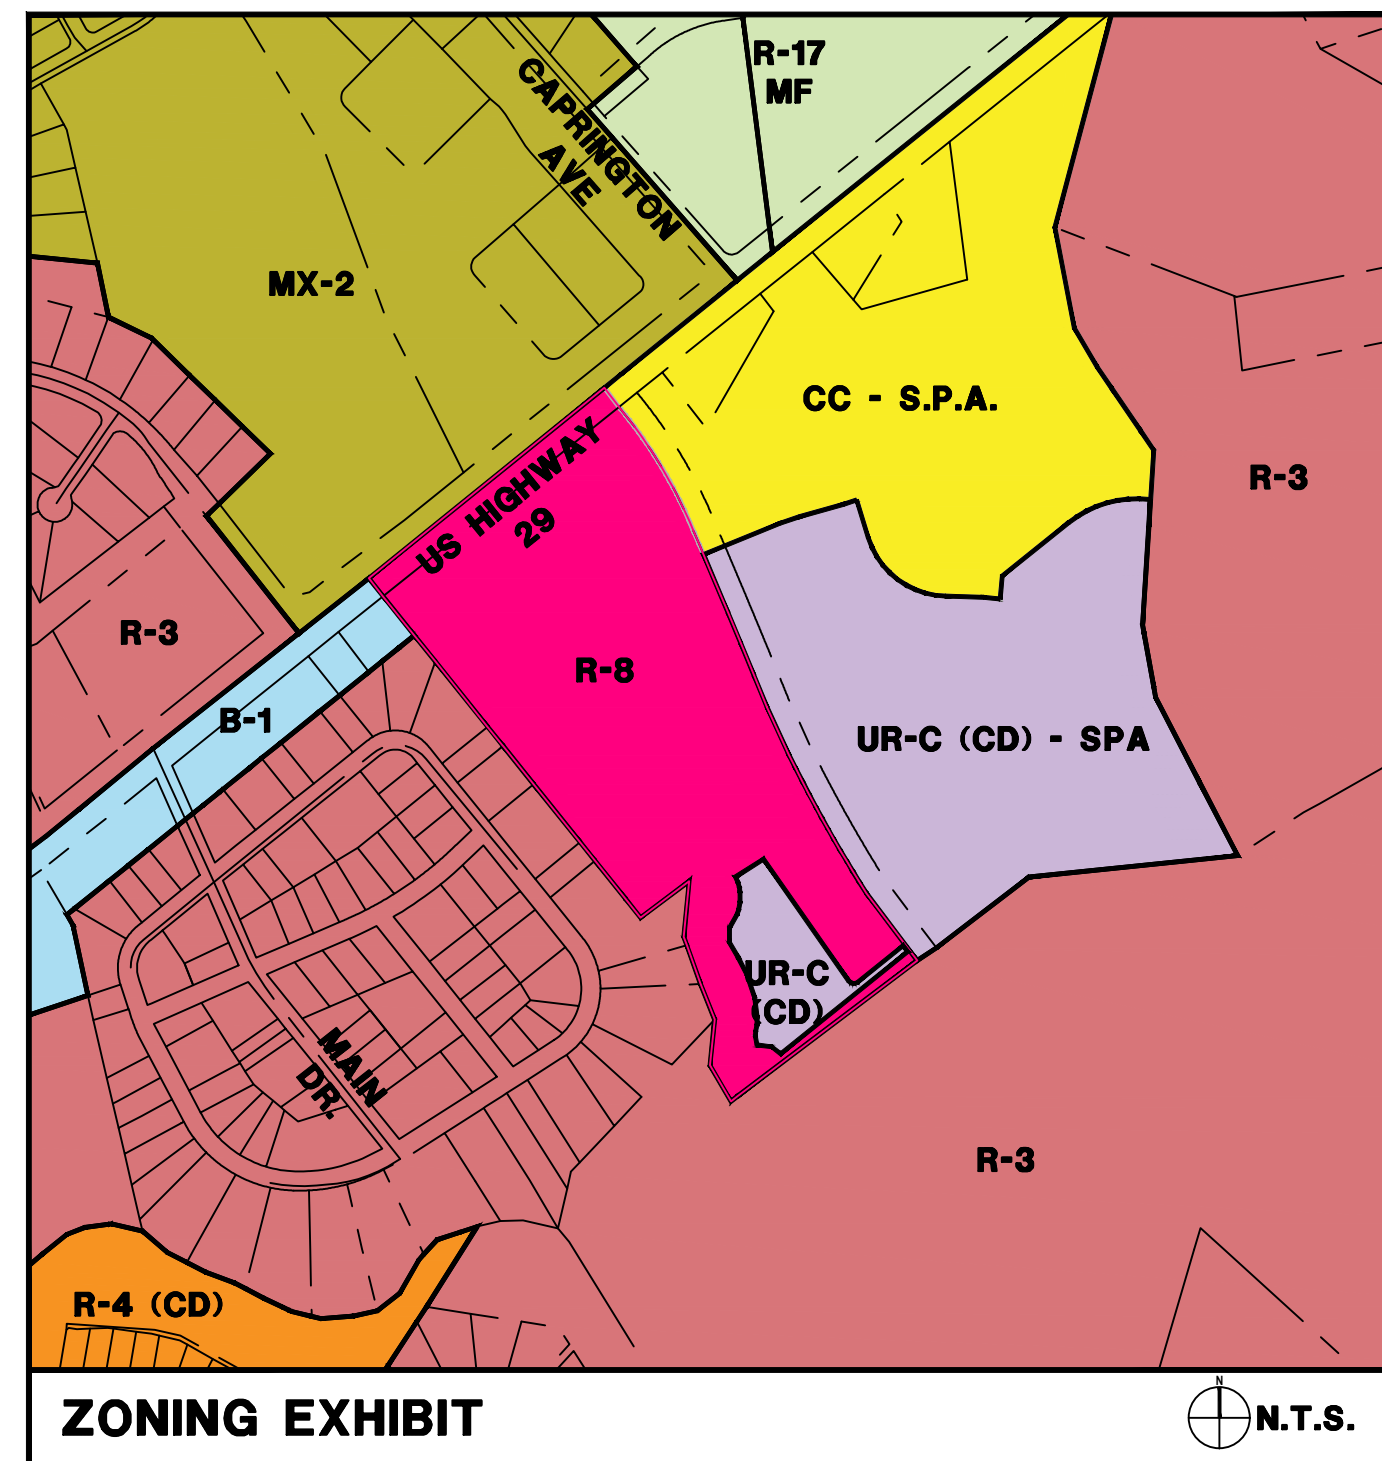 R-17
MF
CAPRINGTON
AVE
MX-2
CC - S.P.A.
R-3
US HIGHWAY
29
R-3
R-8
B-1
UR-C (CD) - SPA
UR-C
(CD)
MAIN
DR.
R-3
R-4 (CD)
ZONING EXHIBIT
N
N.T.S.